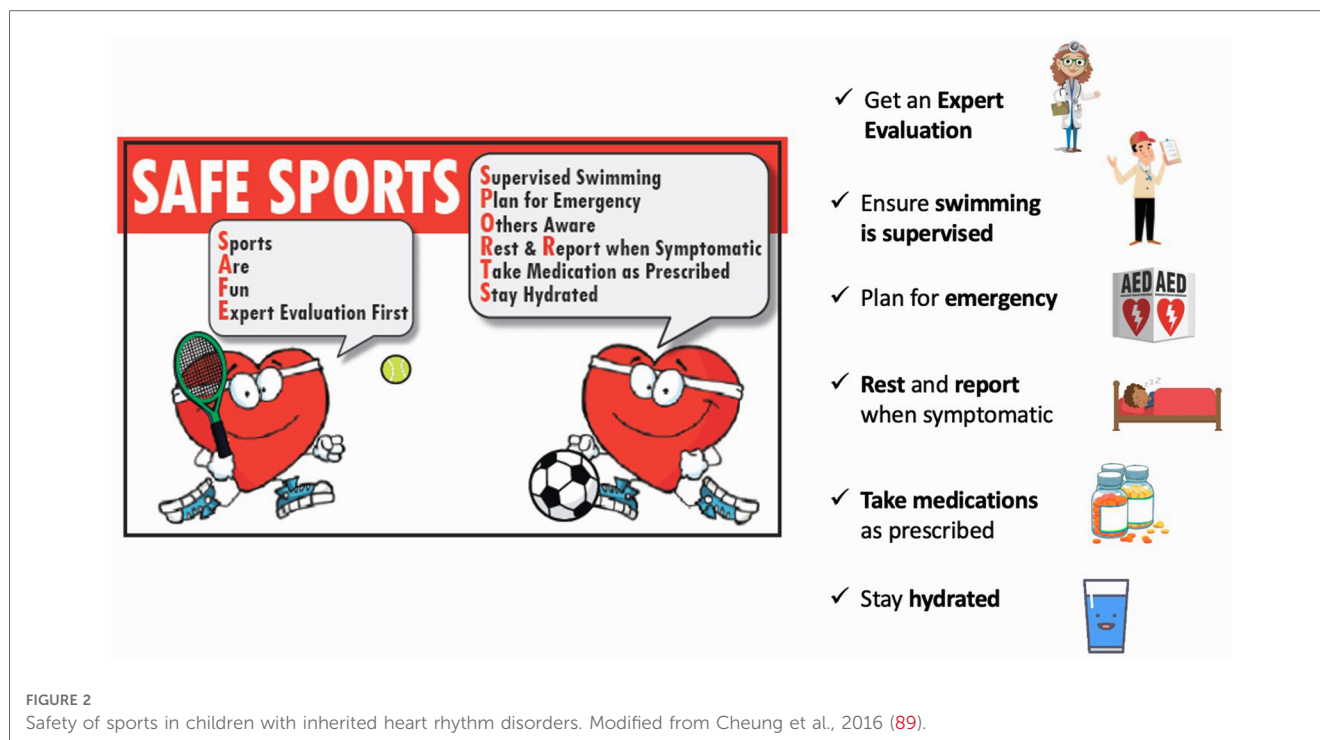 SAFE SPORTS
Sports
Are
Fun
Expert Evaluation First
Supervised Swimming
Plan for Emergency
Others Aware
Rest & Report when Symptomatic
Take Medication as Prescribed
Stay Hydrated
✓ Get an Expert
Evaluation
✓ Ensure swimming
is supervised
✓ Plan for emergency
AED AED
✓ Rest and report
when symptomatic
✓ Take medications
as prescribed
✓ Stay hydrated
FIGURE 2
Safety of sports in children with inherited heart rhythm disorders. Modified from Cheung et al., 2016 (89).